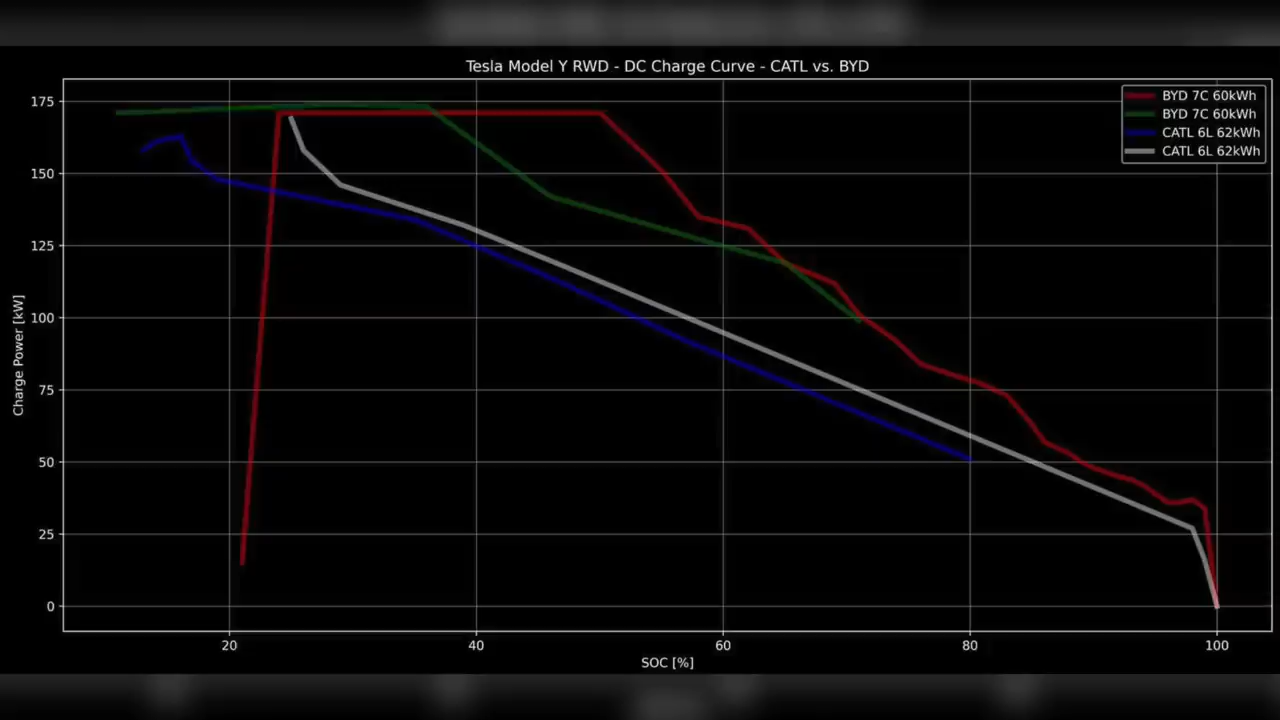 Tesla Model Y RWD - DC Charge Curve - CATL vs. BYD
BYD 7C 60kWh
BYD 7C 60kWh
CATL 6L 62kWh
CATL 6L 62kWh
175
150
125
100
75
50
25
0
Charge Power [kW]
20
40
60
80
100
SOC [%]